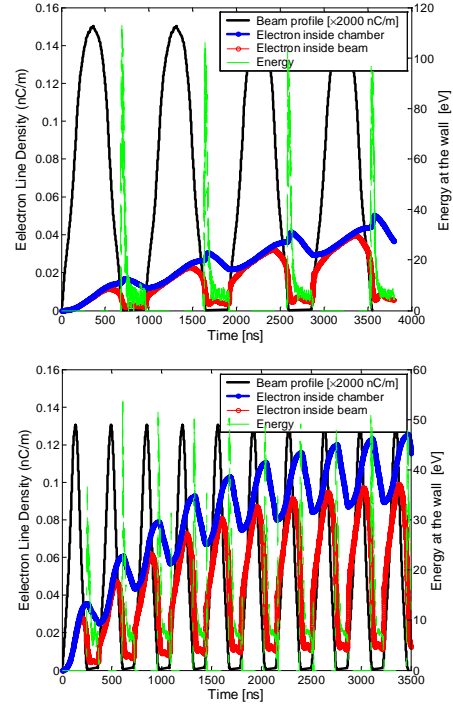 Beam profile [×2000 nC/m]
Electron inside chamber
Electron inside beam
Energy
0.16
0.14
0.12
0.1
0.08
0.06
0.04
0.02
0
120
100
80
60
40
20
0
0 500 1000 1500 2000 2500 3000 3500 4000
Time [ns]
Eelectron Line Density (nC/m)
Energy at the wall [eV]
Beam profile [×2000 nC/m]
Electron inside chamber
Electron inside beam
Energy
0.16
0.14
0.12
0.1
0.08
0.06
0.04
0.02
0
60
50
40
30
20
10
0
0 500 1000 1500 2000 2500 3000 3500
Time [ns]
Eelectron Line Density (nC/m)
Energy at the wall [eV]